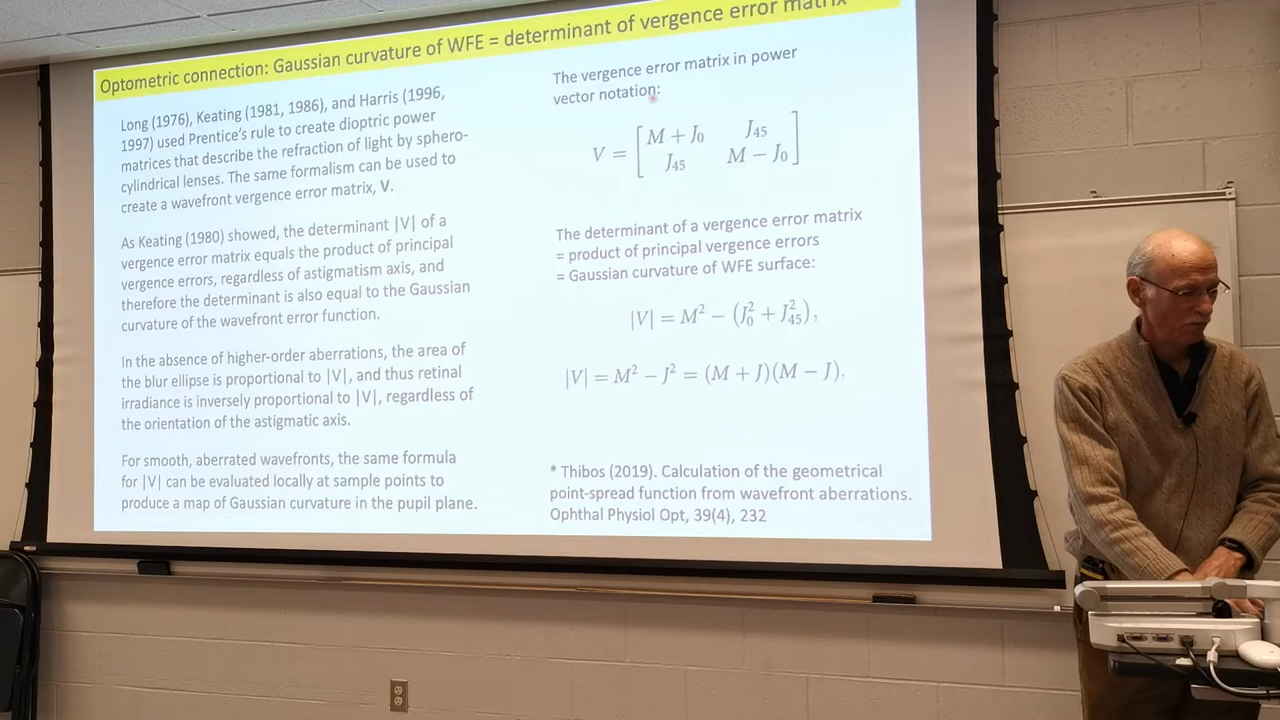 Optometric connection: Gaussian curvature of WFE = determinant of vergence error matrix
Long (1976), Keating (1981, 1986), and Harris (1996,
1997) used Prentice's rule to create dioptric power
matrices that describe the refraction of light by sphero-
cylindrical lenses. The same formalism can be used to
create a wavefront vergence error matrix, V.
As Keating (1980) showed, the determinant |V| of a
vergence error matrix equals the product of principal
vergence errors, regardless of astigmatism axis, and
therefore the determinant is also equal to the Gaussian
curvature of the wavefront error function.
In the absence of higher-order aberrations, the area of
the blur ellipse is proportional to |V|, and thus retinal
irradiance is inversely proportional to |V|, regardless of
the orientation of the astigmatic axis.
For smooth, aberrated wavefronts, the same formula
for |V| can be evaluated locally at sample points to
produce a map of Gaussian curvature in the pupil plane.
The vergence error matrix in power
vector notation:
V = [M + J₀ J₄₅
J₄₅ M − J₀]
The determinant of a vergence error matrix
= product of principal vergence errors
= Gaussian curvature of WFE surface:
|V| = M² − (J₀² + J₄₅²),
|V| = M² − J² = (M + J)(M − J).
* Thibos (2019). Calculation of the geometrical
point-spread function from wavefront aberrations.
Ophthal Physiol Opt, 39(4), 232